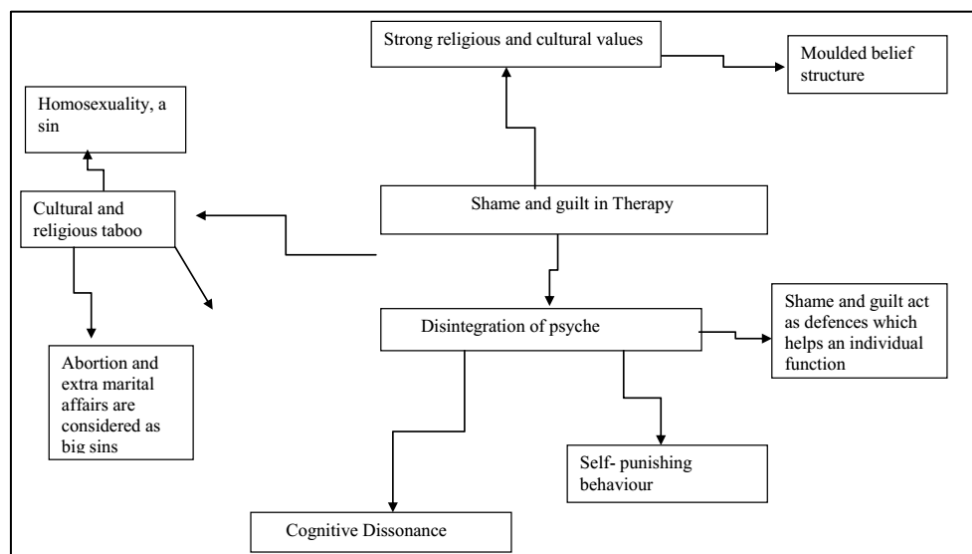 Strong religious and cultural values
Moulded belief
structure
Homosexuality, a
sin
Cultural and
religious taboo
Shame and guilt in Therapy
Disintegration of psyche
Shame and guilt act
as defences which
helps an individual
function
Abortion and
extra marital
affairs are
considered as
big sins
Self- punishing
behaviour
Cognitive Dissonance